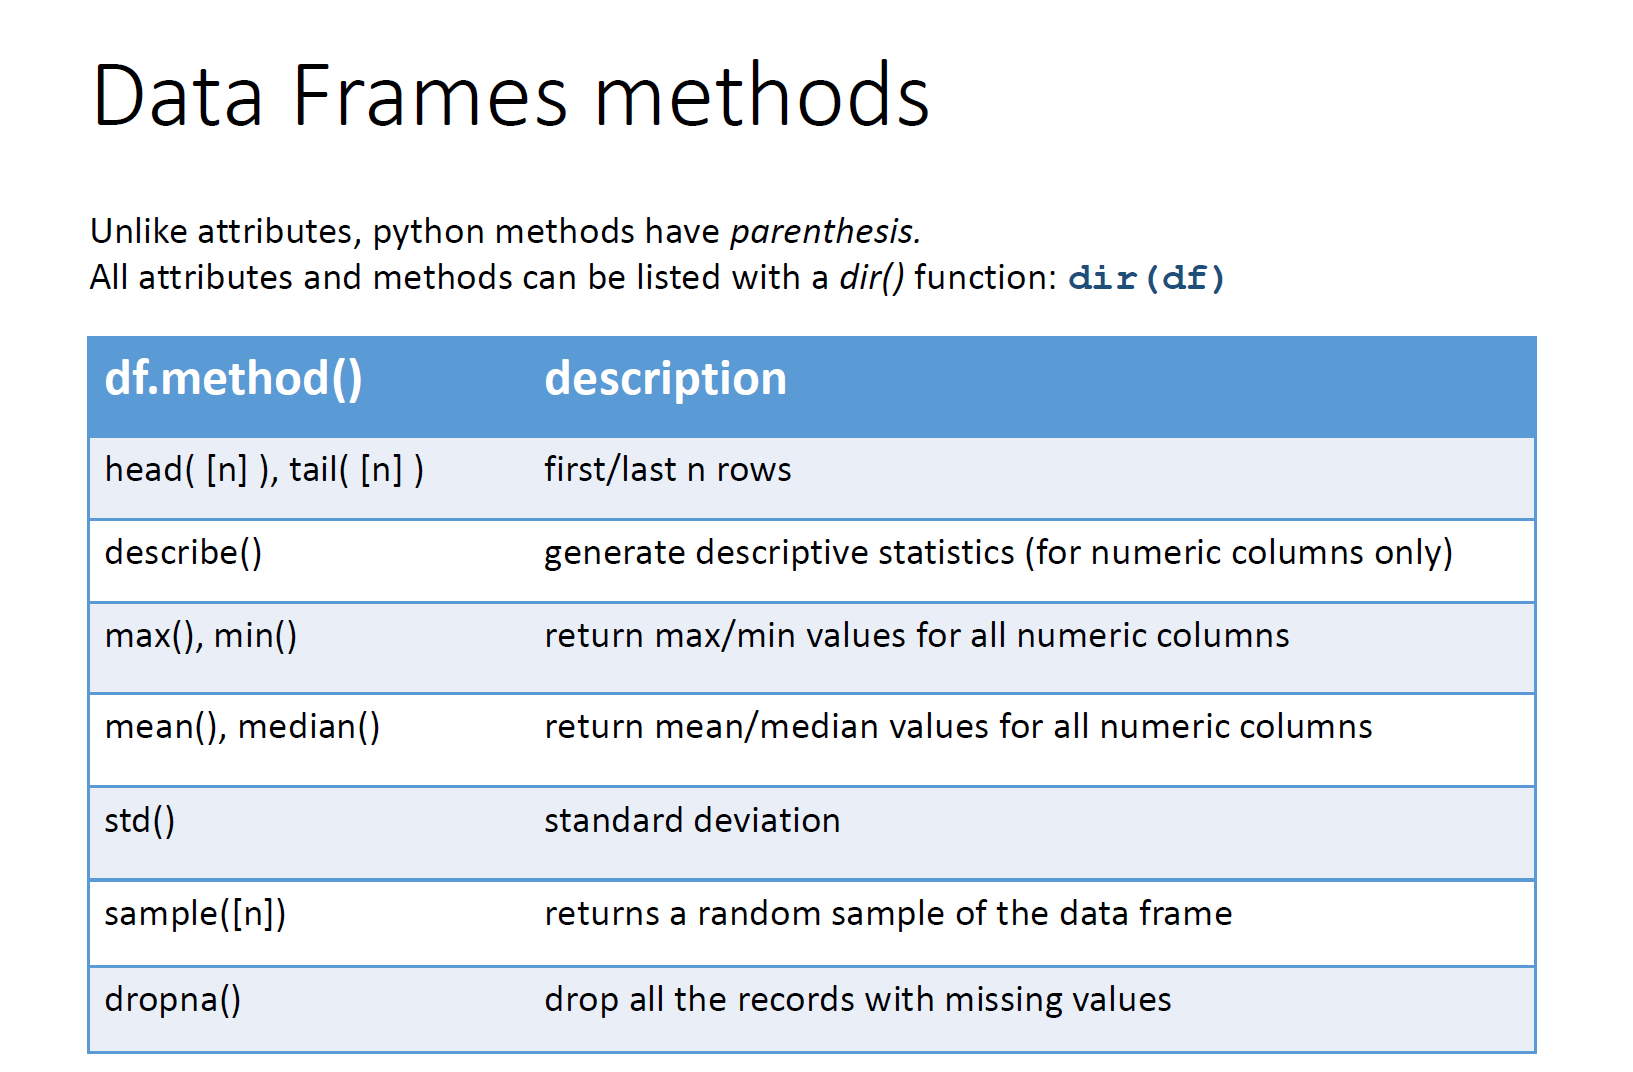 Data Frames methods
Unlike attributes, python methods have parenthesis.
All attributes and methods can be listed with a dir() function: dir(df)
df.method() description
head( [n] ), tail( [n] ) first/last n rows
describe() generate descriptive statistics (for numeric columns only)
max(), min() return max/min values for all numeric columns
mean(), median() return mean/median values for all numeric columns
std() standard deviation
sample([n]) returns a random sample of the data frame
dropna() drop all the records with missing values